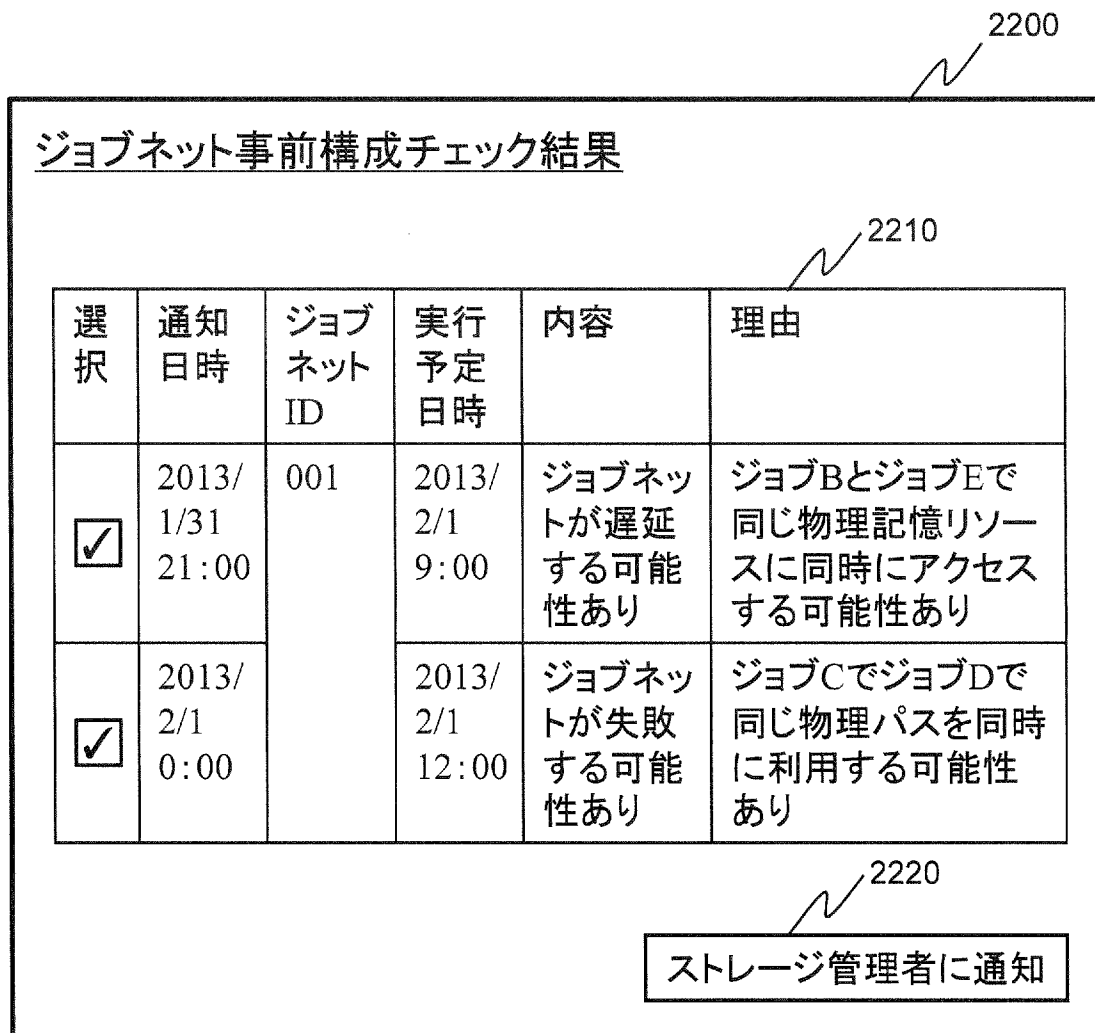 2200
ジョブネット事前構成チェック結果
2210
選
択
通知
日時
ジョブ
ネット
ID
実行
予定
日時
内容
理由
2013/
1/31
21:00
001
2013/
2/1
9:00
ジョブネッ
トが遅延
する可能
性あり
ジョブBとジョブEで
同じ物理記憶リソー
スに同時にアクセス
する可能性あり
2013/
2/1
0:00
2013/
2/1
12:00
ジョブネッ
トが失敗
する可能
性あり
ジョブCでジョブDで
同じ物理パスを同時
に利用する可能性
あり
2220
ストレージ管理者に通知